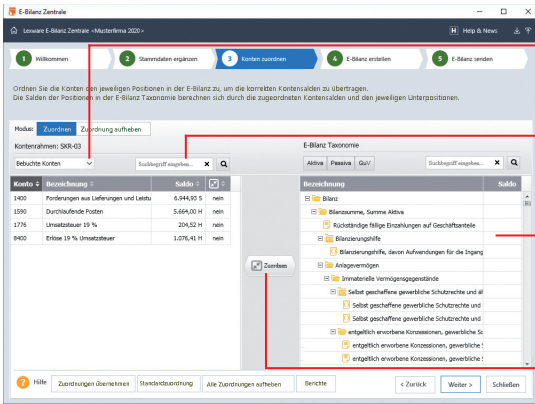 E-Bilanz Zentrale
Lexware E-Bilanz Zentrale <Musterfirma 2020>
H Help & News
1 Willkommen
2 Stammdaten ergänzen
3 Konten zuordnen
4 E-Bilanz erstellen
5 E-Bilanz senden
Ordnen Sie die Konten den jeweiligen Positionen in der E-Bilanz zu, um die korrekten Kontensalden zu übertragen.
Die Salden der Positionen in der E-Bilanz Taxonomie berechnen sich durch die zugeordneten Kontensalden und den jeweiligen Unterpositionen.
Modus: Zuordnen Zuordnung aufheben
Kontenrahmen: SKR-03
Bebuchte Konten
Suchbegriff eingeben...
Konto Bezeichnung Saldo
1400 Forderungen aus Lieferungen und Leistu 6.944,93 S nein
1590 Durchlaufende Posten 5.664,00 H nein
1776 Umsatzsteuer 19 % 204,52 H nein
8400 Erlöse 19 % Umsatzsteuer 1.076,41 H nein
Zuordnen
E-Bilanz Taxonomie
Aktiva Passiva GuV
Suchbegriff eingeben...
Bezeichnung Saldo
Bilanz
Bilanzsumme, Summe Aktiva
Rückständige fällige Einzahlungen auf Geschäftsanteile
Bilanzierungshilfe
Bilanzierungshilfe, davon Aufwendungen für die Ingang
Anlagevermögen
Immaterielle Vermögensgegenstände
Selbst geschaffene gewerbliche Schutzrechte und äl
Selbst geschaffene gewerbliche Schutzrechte und
Selbst geschaffene gewerbliche Schutzrechte und
entgeltlich erworbene Konzessionen, gewerbliche Sc
entgeltlich erworbene Konzessionen, gewerbliche S
entgeltlich erworbene Konzessionen, gewerbliche S
Hilfe
Zuordnungen übernehmen
Standardzuordnung
Alle Zuordnungen aufheben
Berichte
< Zurück
Weiter >
Schließen